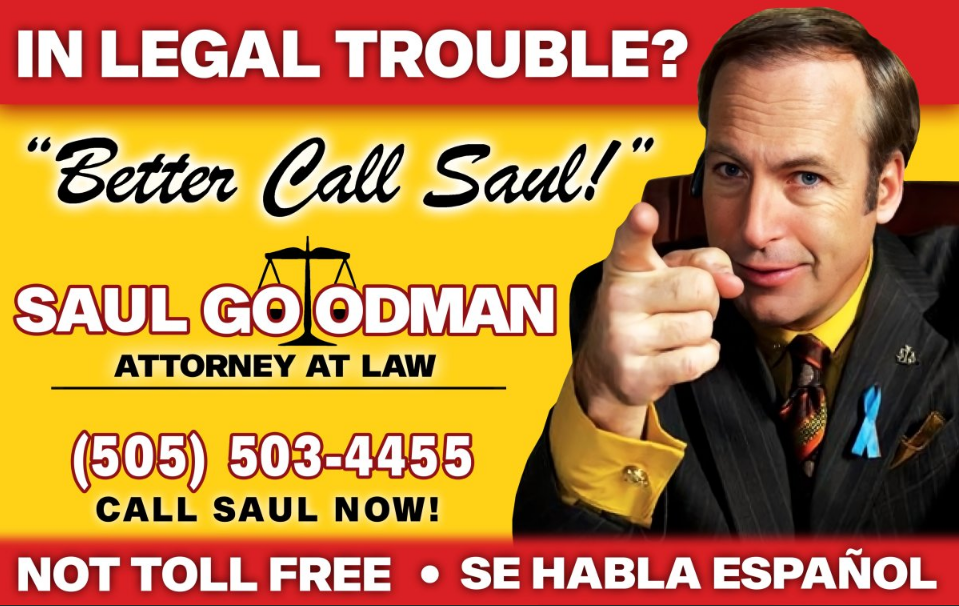 IN LEGAL TROUBLE?
“Better Call Saul!”
SAUL GOODMAN
ATTORNEY AT LAW
(505) 503-4455
CALL SAUL NOW!
NOT TOLL FREE • SE HABLA ESPAÑOL